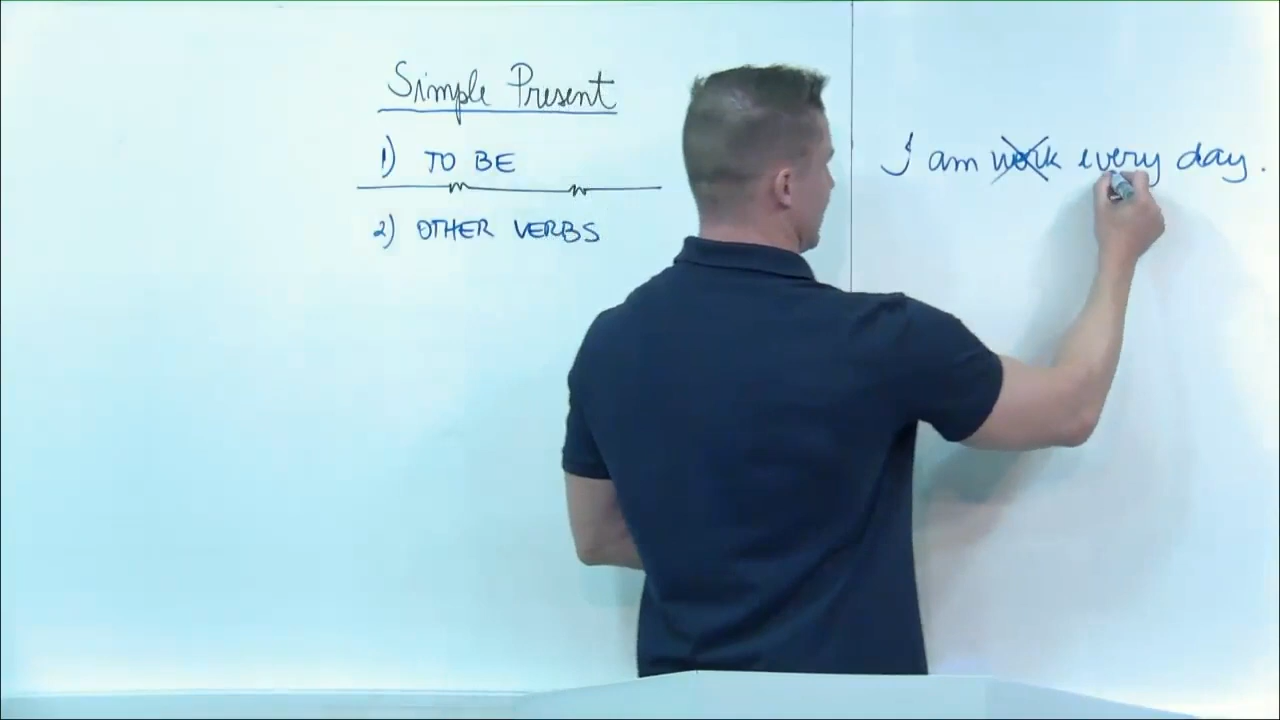 Simple Present
1) TO BE
2) OTHER VERBS
I am work every day.